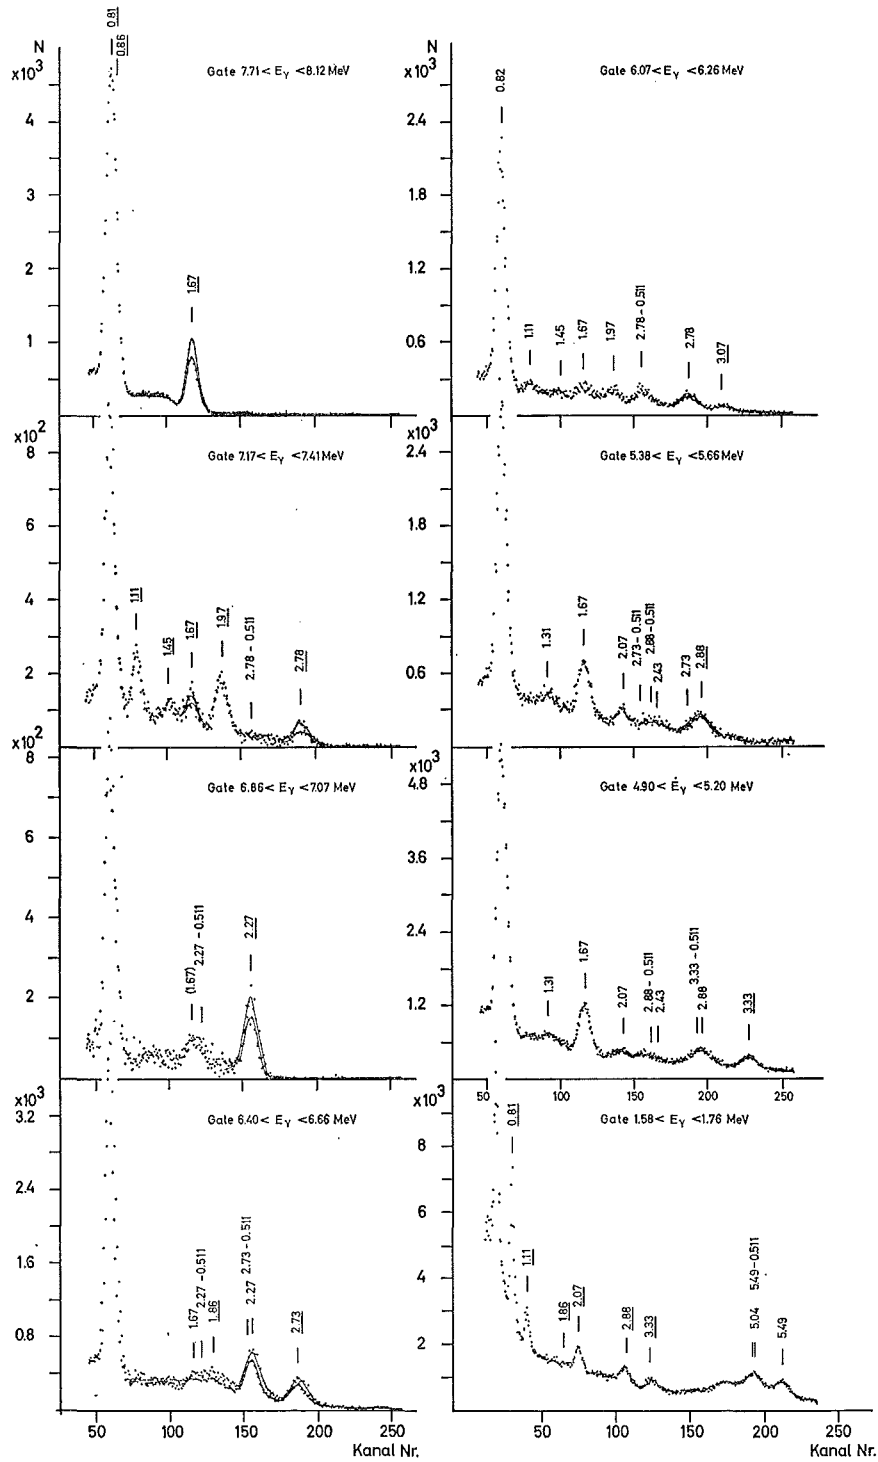 N
x10³
Gate 7.71 < Eγ < 8.12 MeV
0.81
0.86
1.67
4
3
2
1
x10²
Gate 7.17 < Eγ < 7.41 MeV
8
6
4
2
1.11
1.45
1.67
1.97
2.78 - 0.511
2.78
x10²
Gate 6.86 < Eγ < 7.07 MeV
8
6
4
2
(1.67)
2.27 - 0.511
2.27
x10³
Gate 6.40 < Eγ < 6.66 MeV
3.2
2.4
1.6
0.8
1.67
2.27 - 0.511
1.86
2.73 - 0.511
2.27
2.73
50 100 150 200 250
Kanal Nr.
N
x10³
Gate 6.07 < Eγ < 6.26 MeV
2.4
1.8
1.2
0.6
0.82
1.11
1.45
1.67
1.97
2.78 - 0.511
2.78
3.07
x10³
Gate 5.38 < Eγ < 5.66 MeV
2.4
1.8
1.2
0.6
1.31
1.67
2.07
2.73 - 0.511
2.88 - 0.511
2.43
2.73
2.88
x10³
Gate 4.90 < Eγ < 5.20 MeV
4.8
3.6
2.4
1.2
1.31
1.67
2.07
2.88 - 0.511
2.43
3.33 - 0.511
2.88
3.33
50 100 150 200 250
x10³
Gate 1.58 < Eγ < 1.76 MeV
8
6
4
2
0.81
1.11
1.86
2.07
2.88
3.33
5.49 - 0.511
5.04
5.49
50 100 150 200 250
Kanal Nr.